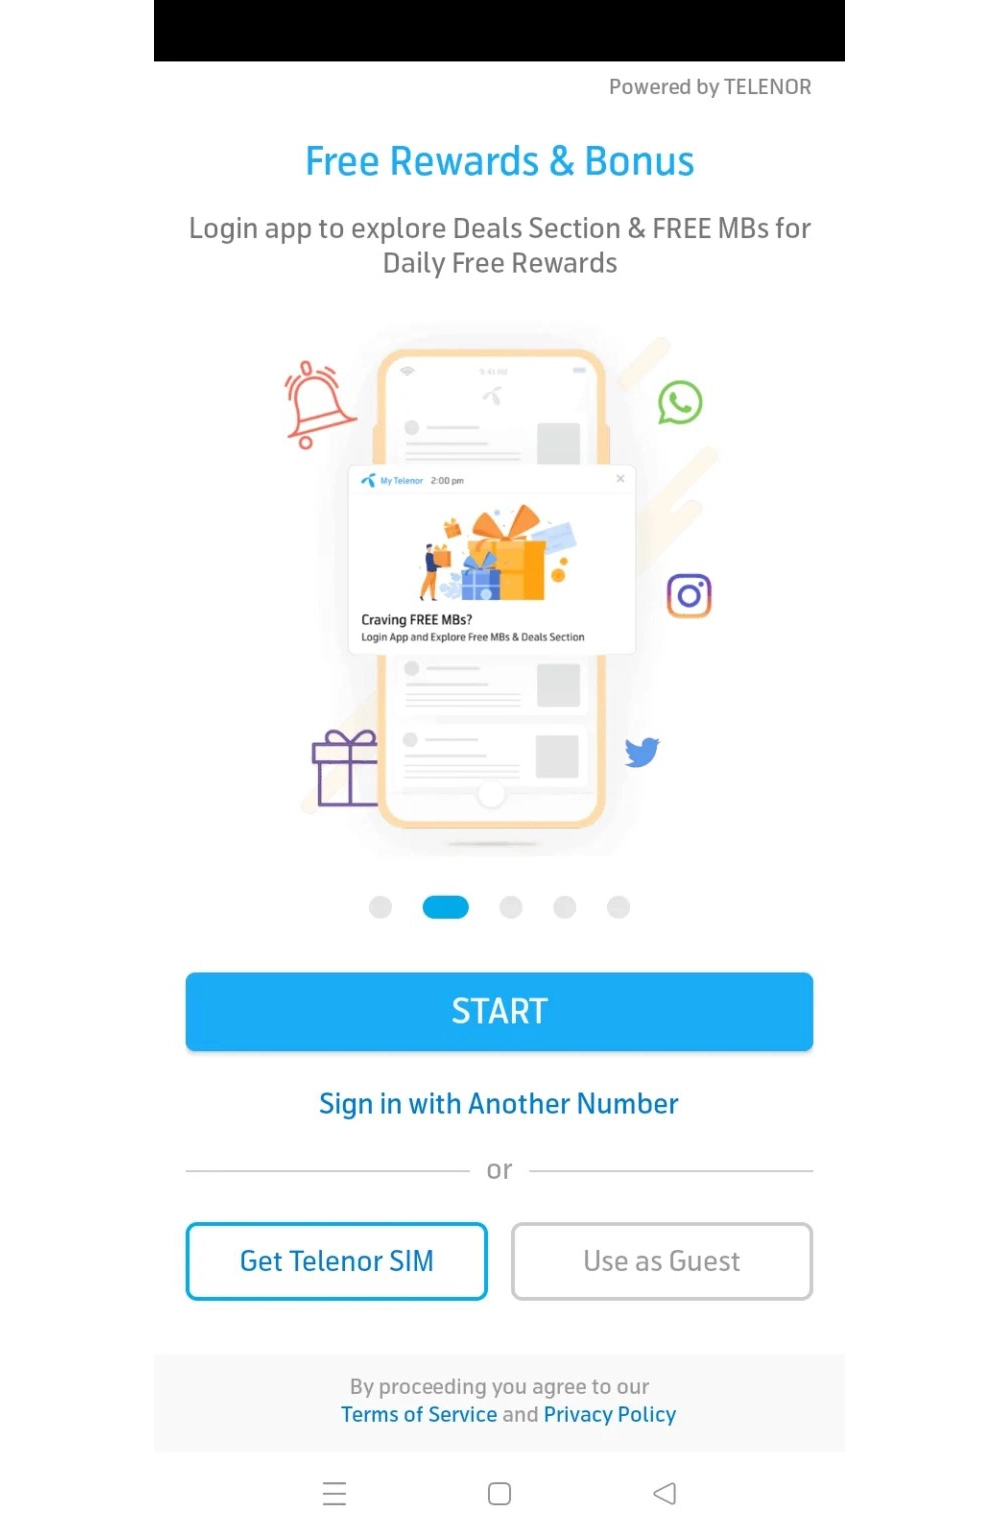 Powered by TELENOR
Free Rewards & Bonus
Login app to explore Deals Section & FREE MBs for
Daily Free Rewards
9:41 AM
My Telenor 2:00 pm
Craving FREE MBs?
Login App and Explore Free MBs & Deals Section
START
Sign in with Another Number
or
Get Telenor SIM
Use as Guest
By proceeding you agree to our
Terms of Service and Privacy Policy